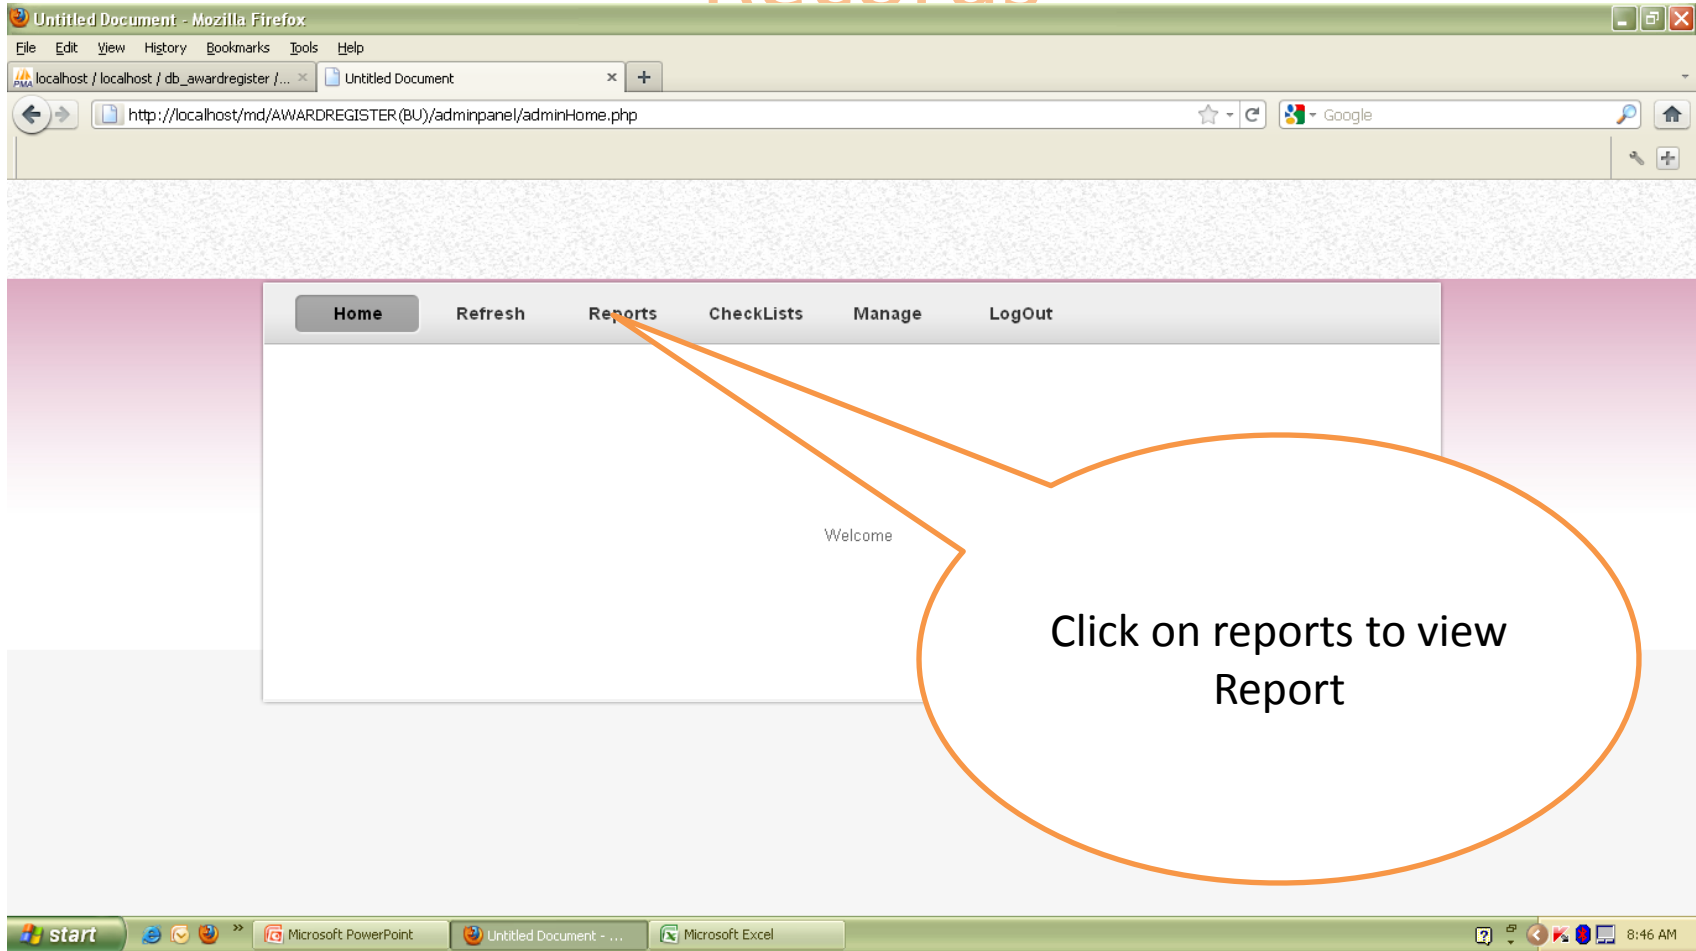 Records
Untitled Document - Mozilla Firefox
File Edit View History Bookmarks Tools Help
PMA localhost / localhost / db_awardregister /... Untitled Document
http://localhost/md/AWARDREGISTER(BU)/adminpanel/adminHome.php Google
Home Refresh Reports CheckLists Manage LogOut
Welcome
Click on reports to view
Report
start Microsoft PowerPoint Untitled Document - ... Microsoft Excel 8:46 AM